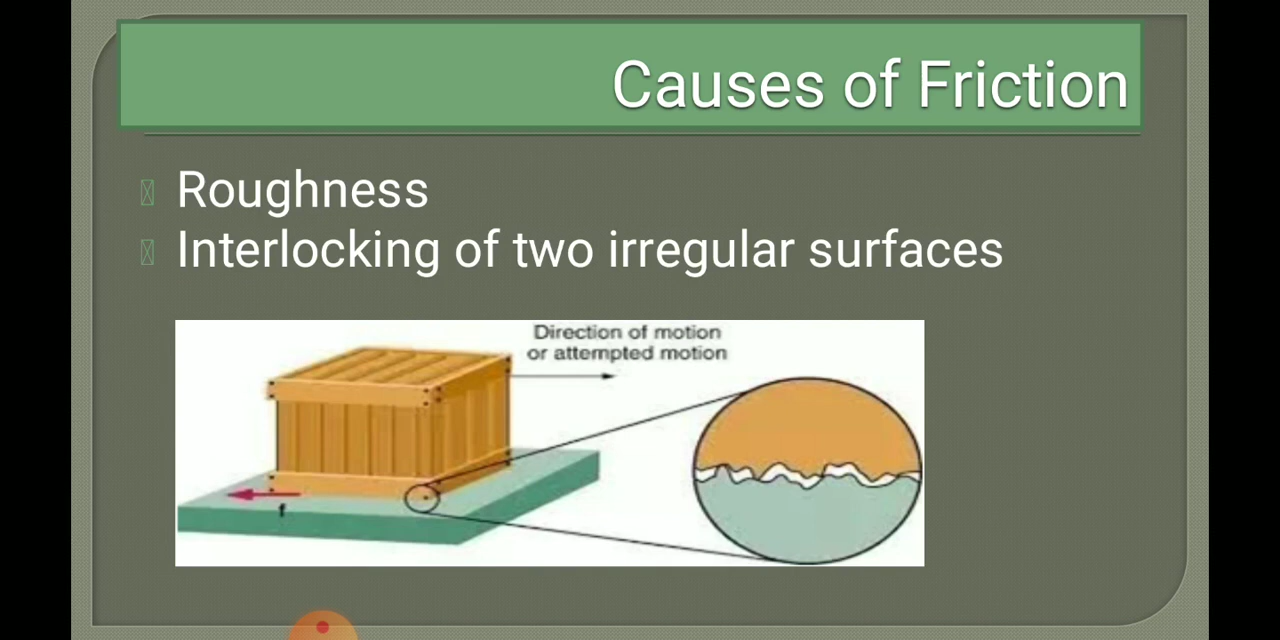 Causes of Friction
Roughness
Interlocking of two irregular surfaces
Direction of motion
or attempted motion
f